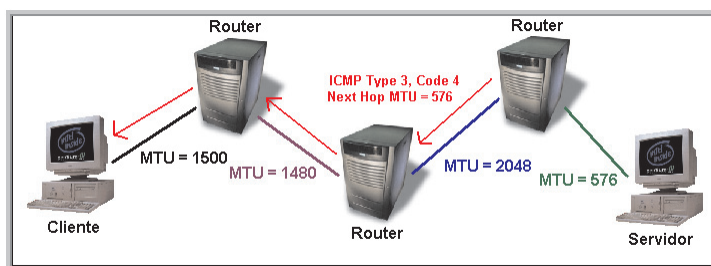 Router
Router
ICMP Type 3, Code 4
Next Hop MTU = 576
MTU = 1500
MTU = 1480
MTU = 2048
MTU = 576
Cliente
Router
Servidor